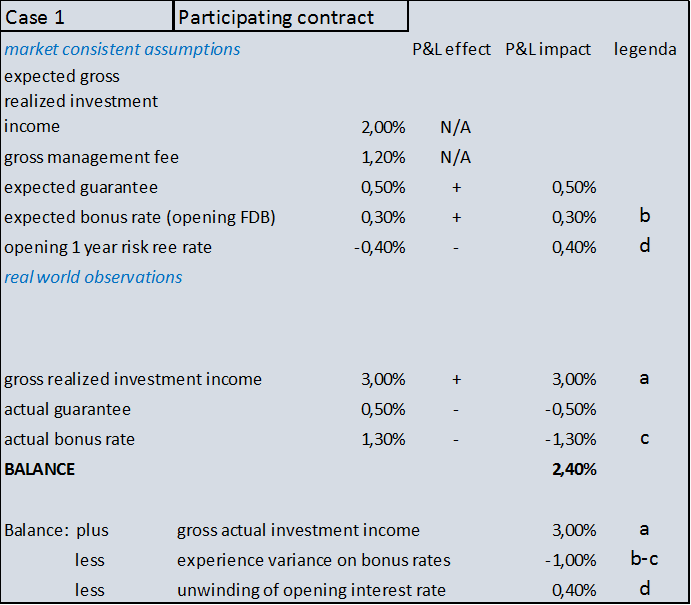 Case 1 Participating contract
market consistent assumptions P&L effect P&L impact legenda
expected gross
realized investment
income 2,00% N/A
gross management fee 1,20% N/A
expected guarantee 0,50% + 0,50%
expected bonus rate (opening FDB) 0,30% + 0,30% b
opening 1 year risk ree rate -0,40% - 0,40% d
real world observations
gross realized investment income 3,00% + 3,00% a
actual guarantee 0,50% - -0,50%
actual bonus rate 1,30% - -1,30% c
BALANCE 2,40%
Balance: plus gross actual investment income 3,00% a
less experience variance on bonus rates -1,00% b-c
less unwinding of opening interest rate 0,40% d